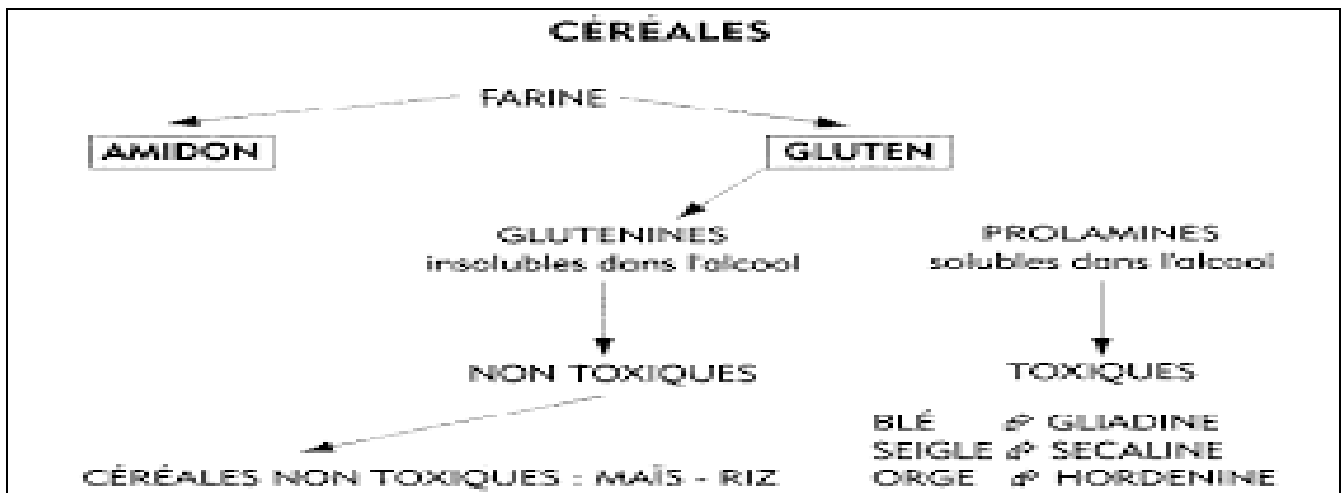 CÉRÉALES
FARINE
AMIDON
GLUTEN
GLUTENINES
insolubles dans l'alcool
PROLAMINES
solubles dans l'alcool
NON TOXIQUES
TOXIQUES
BLÉ GLIADINE
SEIGLE SECALINE
ORGE HORDENINE
CÉRÉALES NON TOXIQUES : MAÏS - RIZ